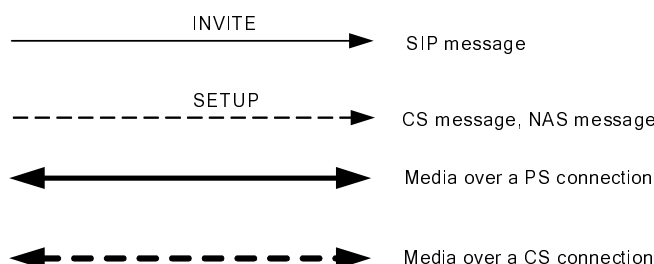 INVITE
SIP message
SETUP
CS message, NAS message
Media over a PS connection
Media over a CS connection